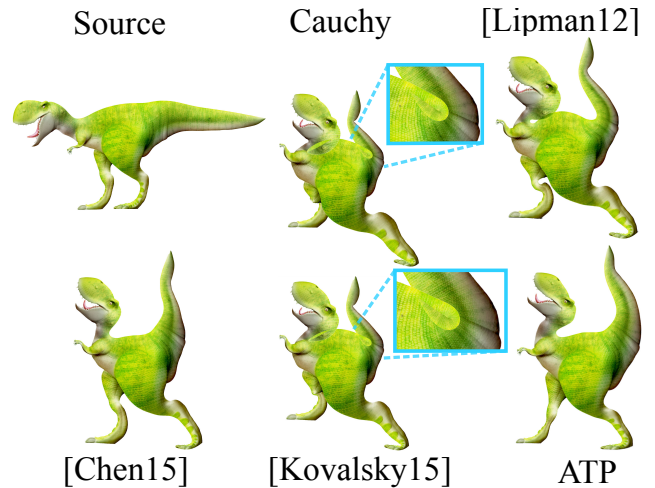 Source
Cauchy
[Lipman12]
[Chen15]
[Kovalsky15]
ATP